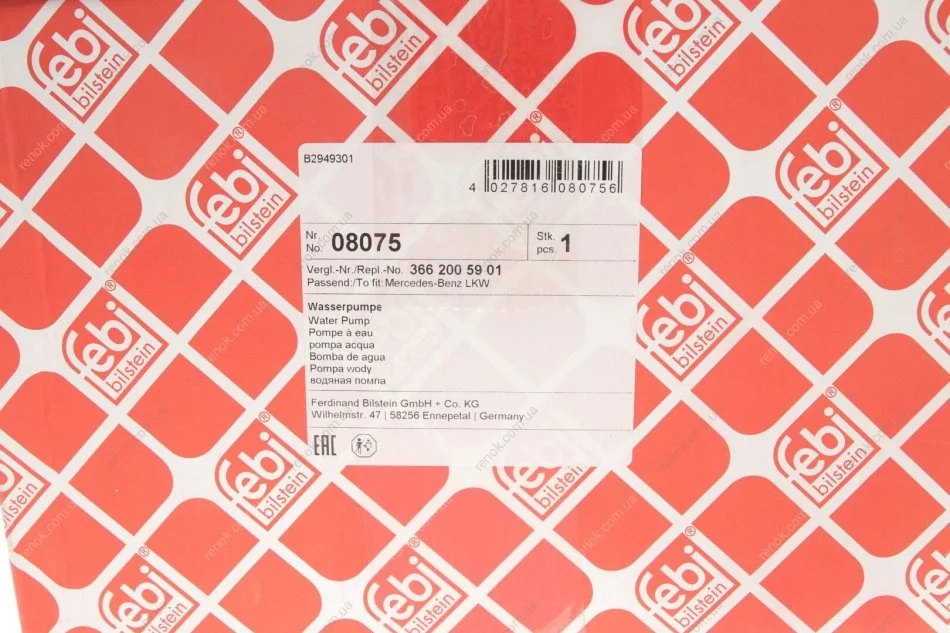 febi
bilstein
B2949301
4 027816 080756
Nr.
No. 08075
Stk.
pcs. 1
Vergl.-Nr./Repl.-No. 366 200 59 01
Passend:/To fit: Mercedes-Benz LKW
Wasserpumpe
Water Pump
Pompe à eau
pompa acqua
Bomba de agua
Pompa wody
водяная помпа
Ferdinand Bilstein GmbH + Co. KG
Wilhelmstr. 47 | 58256 Ennepetal | Germany
EAC
renok.com.ua